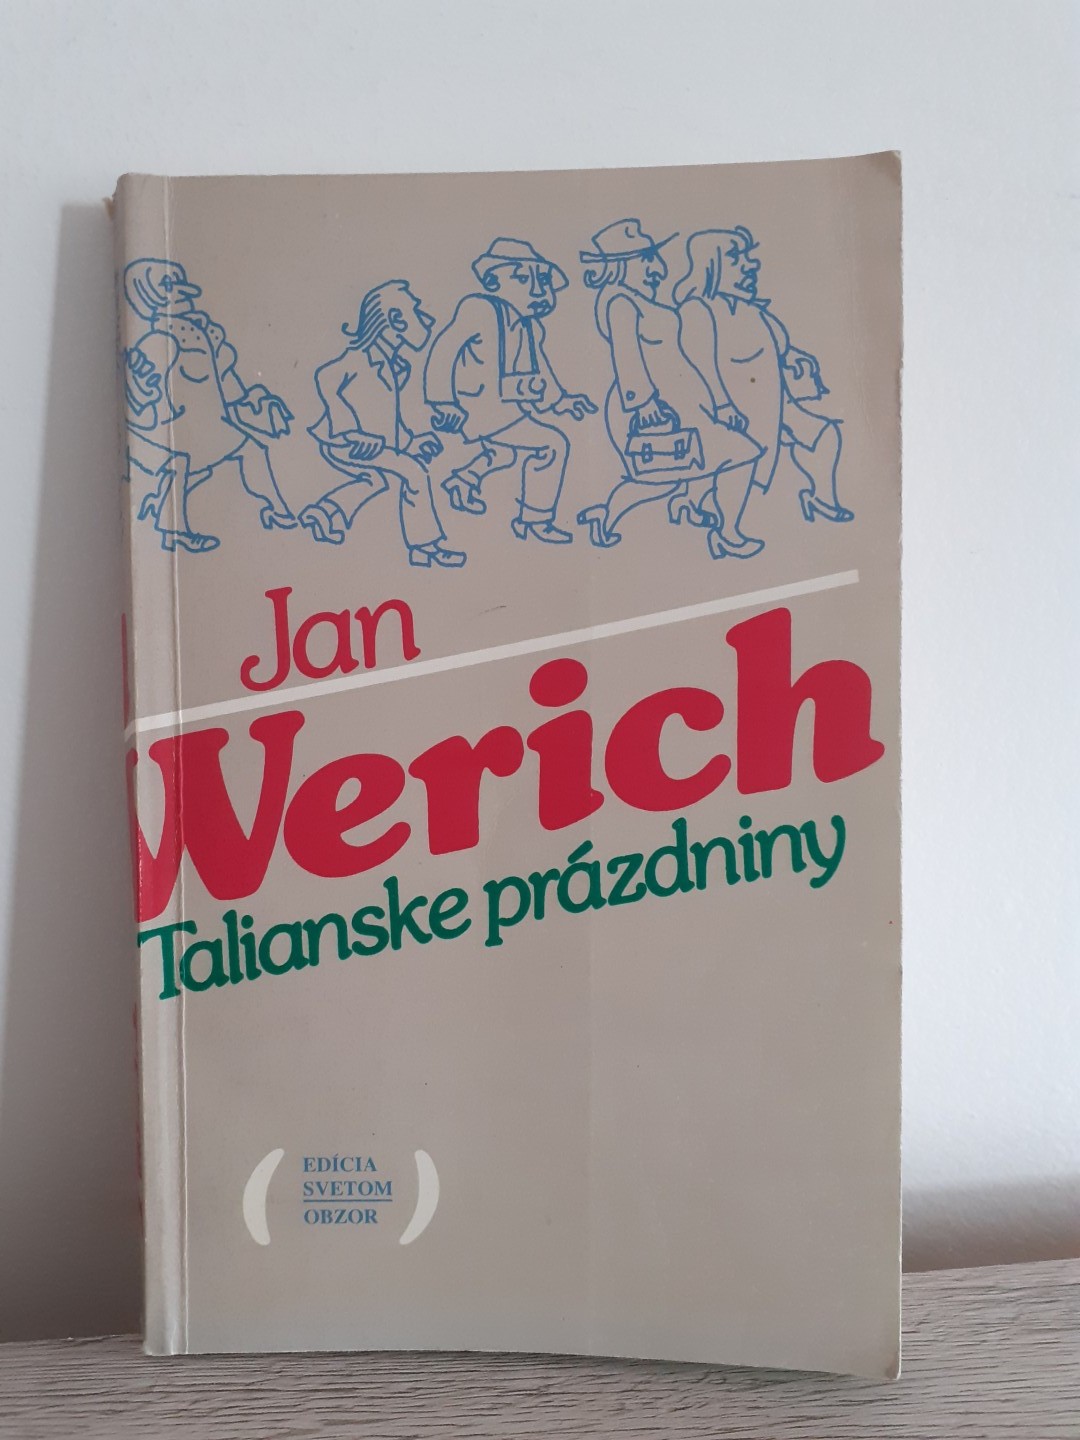 Jan
Werich
Talianske prázdniny
EDÍCIA
SVETOM
OBZOR